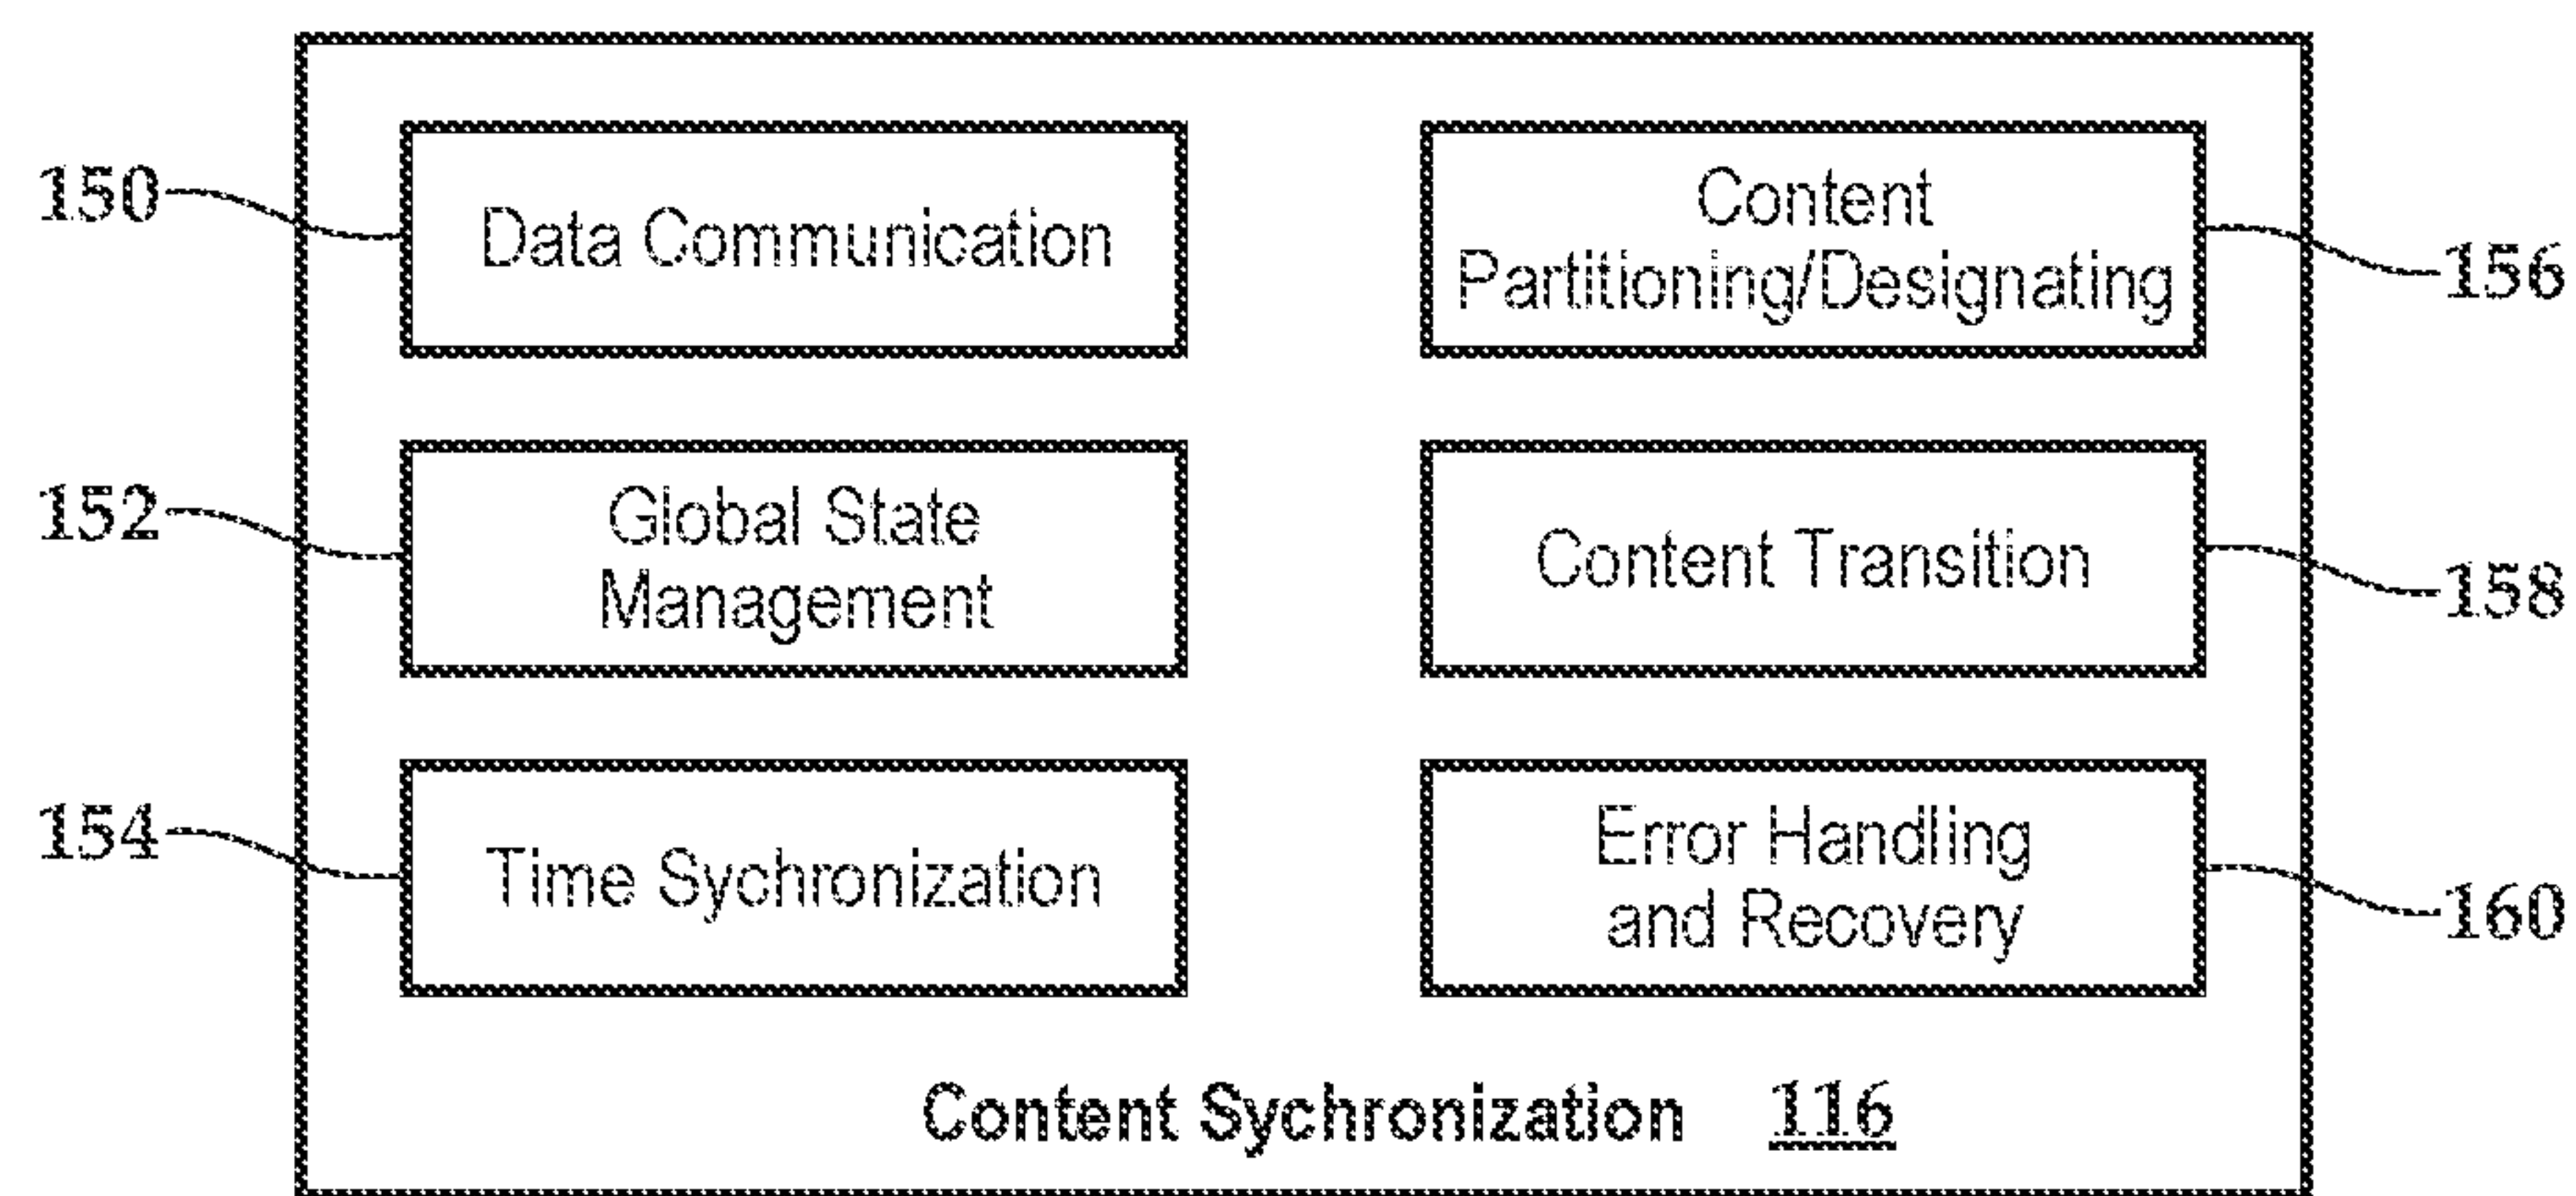 150
Data Communication
Content
Partitioning/Designating
156
152
Global State
Management
Content Transition
158
154
Time Sychronization
Error Handling
and Recovery
160
Content Sychronization 116